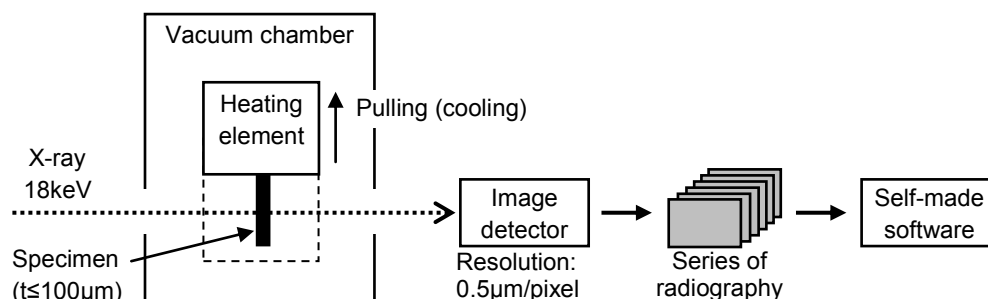 Vacuum chamber
Heating
element
Pulling (cooling)
X-ray
18keV
Specimen
(t≤100μm)
Image
detector
Resolution:
0.5μm/pixel
Series of
radiography
Self-made
software